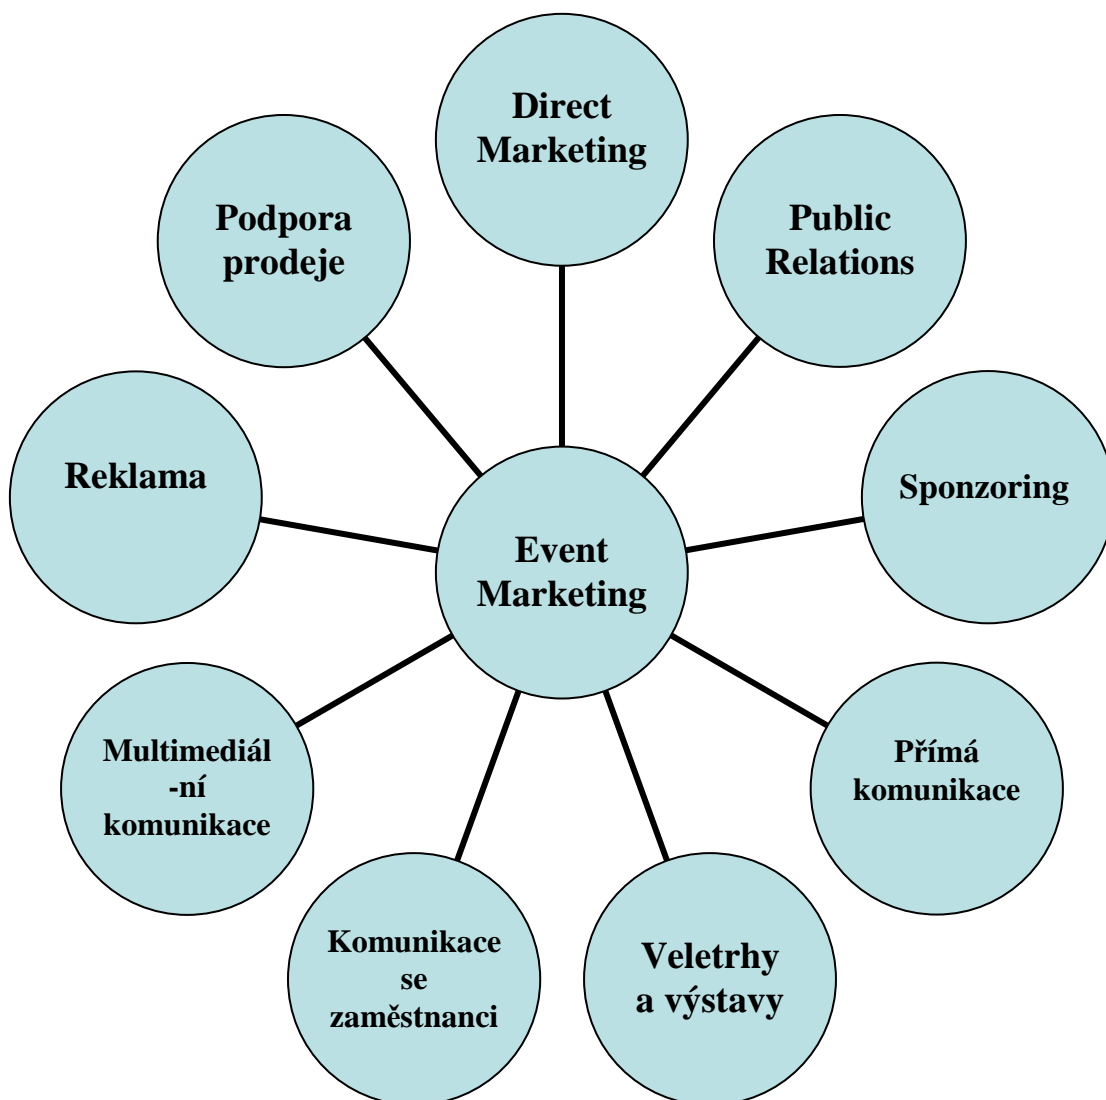 Direct
Marketing
Podpora
prodeje
Public
Relations
Reklama
Sponzoring
Event
Marketing
Multimediál
-ní
komunikace
Přímá
komunikace
Komunikace
se
zaměstnanci
Veletrhy
a výstavy